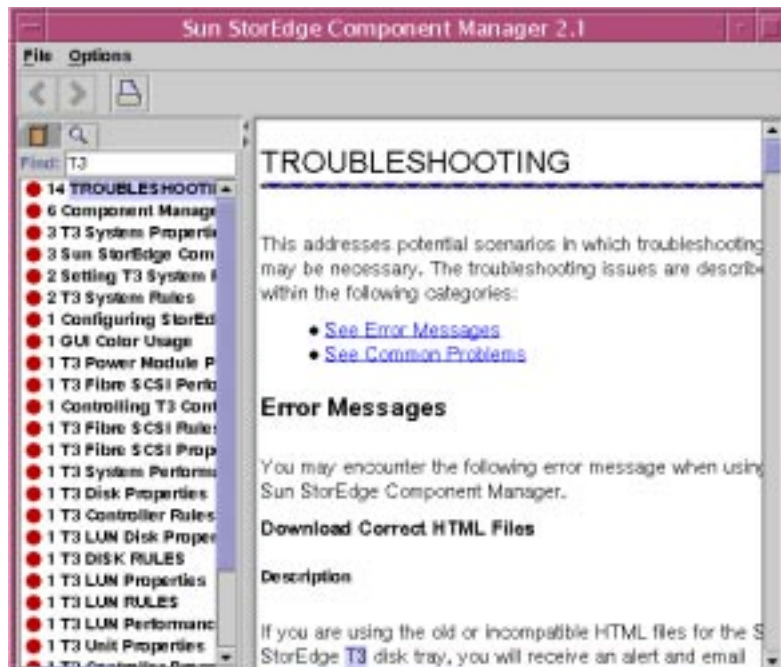 Sun StorEdge Component Manager 2.1
File Options
Find: T3
14 TROUBLESHOOTI
6 Component Manage
3 T3 System Properti
3 Sun StorEdge Com
2 Setting T3 System
2 T3 System Rules
1 Configuring StorEd
1 GUI Color Usage
1 T3 Power Module P
1 T3 Fibre SCSI Perfo
1 Controlling T3 Cont
1 T3 Fibre SCSI Rules
1 T3 Fibre SCSI Prop
1 T3 System Performa
1 T3 Disk Properties
1 T3 Controller Rules
1 T3 LUN Disk Proper
1 T3 DISK RULES
1 T3 LUN Properties
1 T3 LUN RULES
1 T3 LUN Performanc
1 T3 Unit Properties
TROUBLESHOOTING
This addresses potential scenarios in which troubleshooting
may be necessary. The troubleshooting issues are describe
within the following categories:
See Error Messages
See Common Problems
Error Messages
You may encounter the following error message when using
Sun StorEdge Component Manager.
Download Correct HTML Files
Description
If you are using the old or incompatible HTML files for the S
StorEdge T3 disk tray, you will receive an alert and email